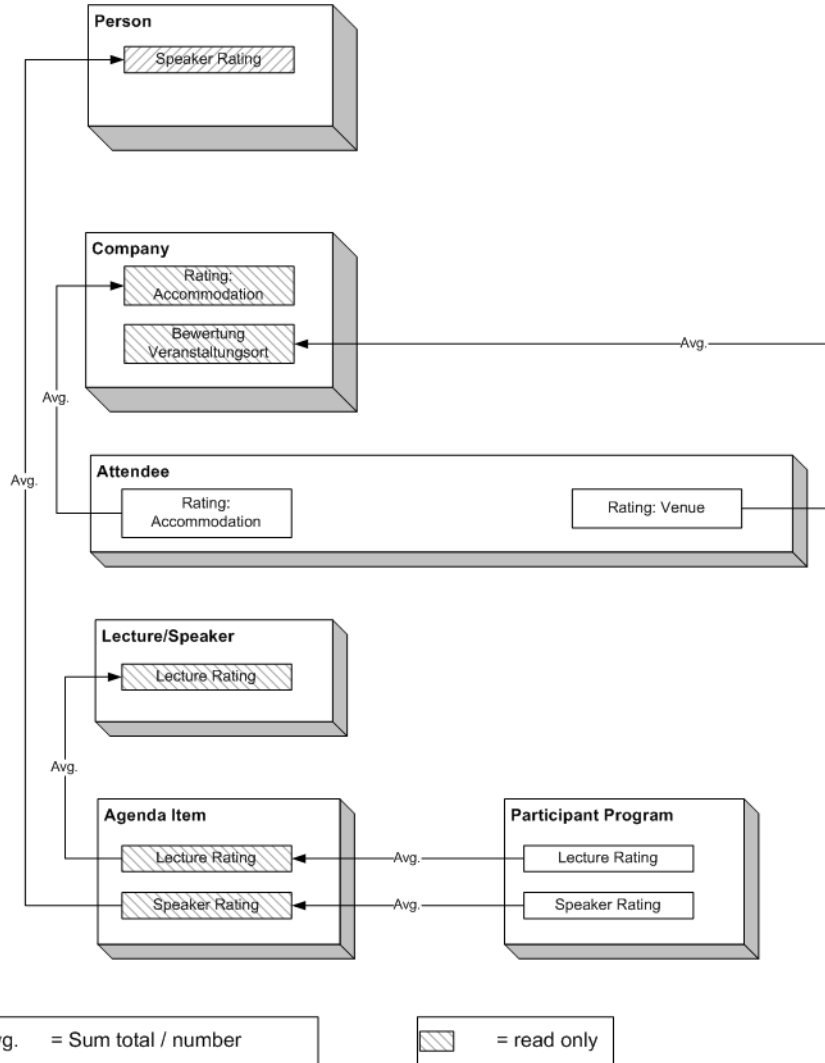 Person
Speaker Rating
Company
Rating:
Accommodation
Bewertung
Veranstaltungsort
Avg.
Avg.
Attendee
Avg.
Rating:
Accommodation
Rating: Venue
Lecture/Speaker
Lecture Rating
Avg.
Agenda Item
Participant Program
Lecture Rating
Avg.
Lecture Rating
Speaker Rating
Avg.
Speaker Rating
= Sum total / number
= read only